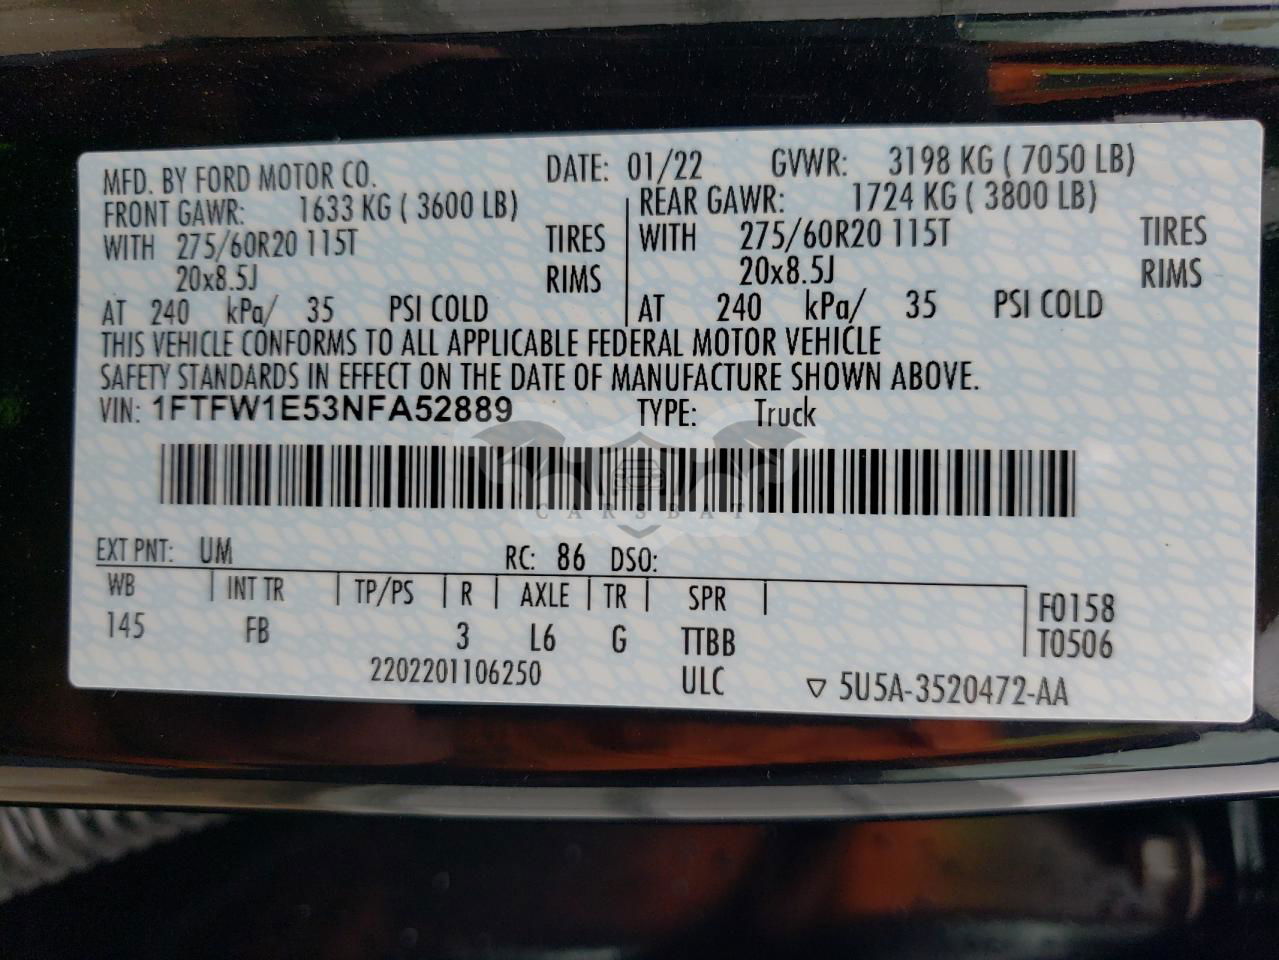 MFD. BY FORD MOTOR CO. DATE: 01/22 GVWR: 3198 KG ( 7050 LB)
FRONT GAWR: 1633 KG ( 3600 LB) REAR GAWR: 1724 KG ( 3800 LB)
WITH 275/60R20 115T TIRES WITH 275/60R20 115T TIRES
20x8.5J RIMS 20x8.5J RIMS
AT 240 kPa/ 35 PSI COLD AT 240 kPa/ 35 PSI COLD
THIS VEHICLE CONFORMS TO ALL APPLICABLE FEDERAL MOTOR VEHICLE
SAFETY STANDARDS IN EFFECT ON THE DATE OF MANUFACTURE SHOWN ABOVE.
VIN: 1FTFW1E53NFA52889 TYPE: Truck
CARSBAT
EXT PNT: UM RC: 86 DSO:
WB INT TR TP/PS R AXLE TR SPR F0158
145 FB 3 L6 G TTBB T0506
2202201106250 ULC ▽ 5U5A-3520472-AA